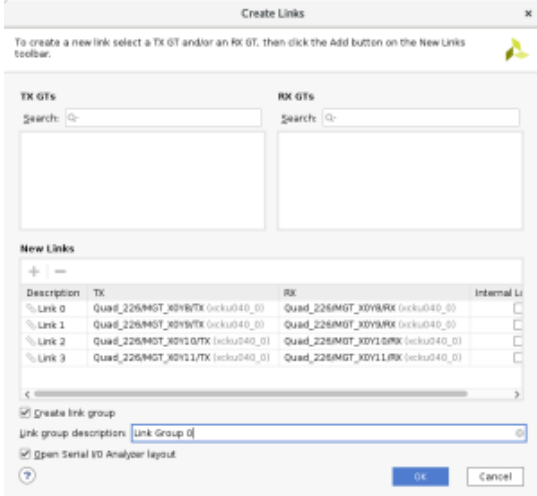 Create Links
To create a new link select a TX GT and/or an RX GT, then click the Add button on the New Links
toolbar.
TX GTs
RX GTs
Search:
Search:
New Links
Description TX RX Internal Lo
Link 0 Quad_226/MGT_X0Y8/TX (xcku040_0) Quad_226/MGT_X0Y8/RX (xcku040_0)
Link 1 Quad_226/MGT_X0Y9/TX (xcku040_0) Quad_226/MGT_X0Y9/RX (xcku040_0)
Link 2 Quad_226/MGT_X0Y10/TX (xcku040_0) Quad_226/MGT_X0Y10/RX (xcku040_0)
Link 3 Quad_226/MGT_X0Y11/TX (xcku040_0) Quad_226/MGT_X0Y11/RX (xcku040_0)
Create link group
Link group description: Link Group 0
Open Serial I/O Analyzer layout
? OK Cancel